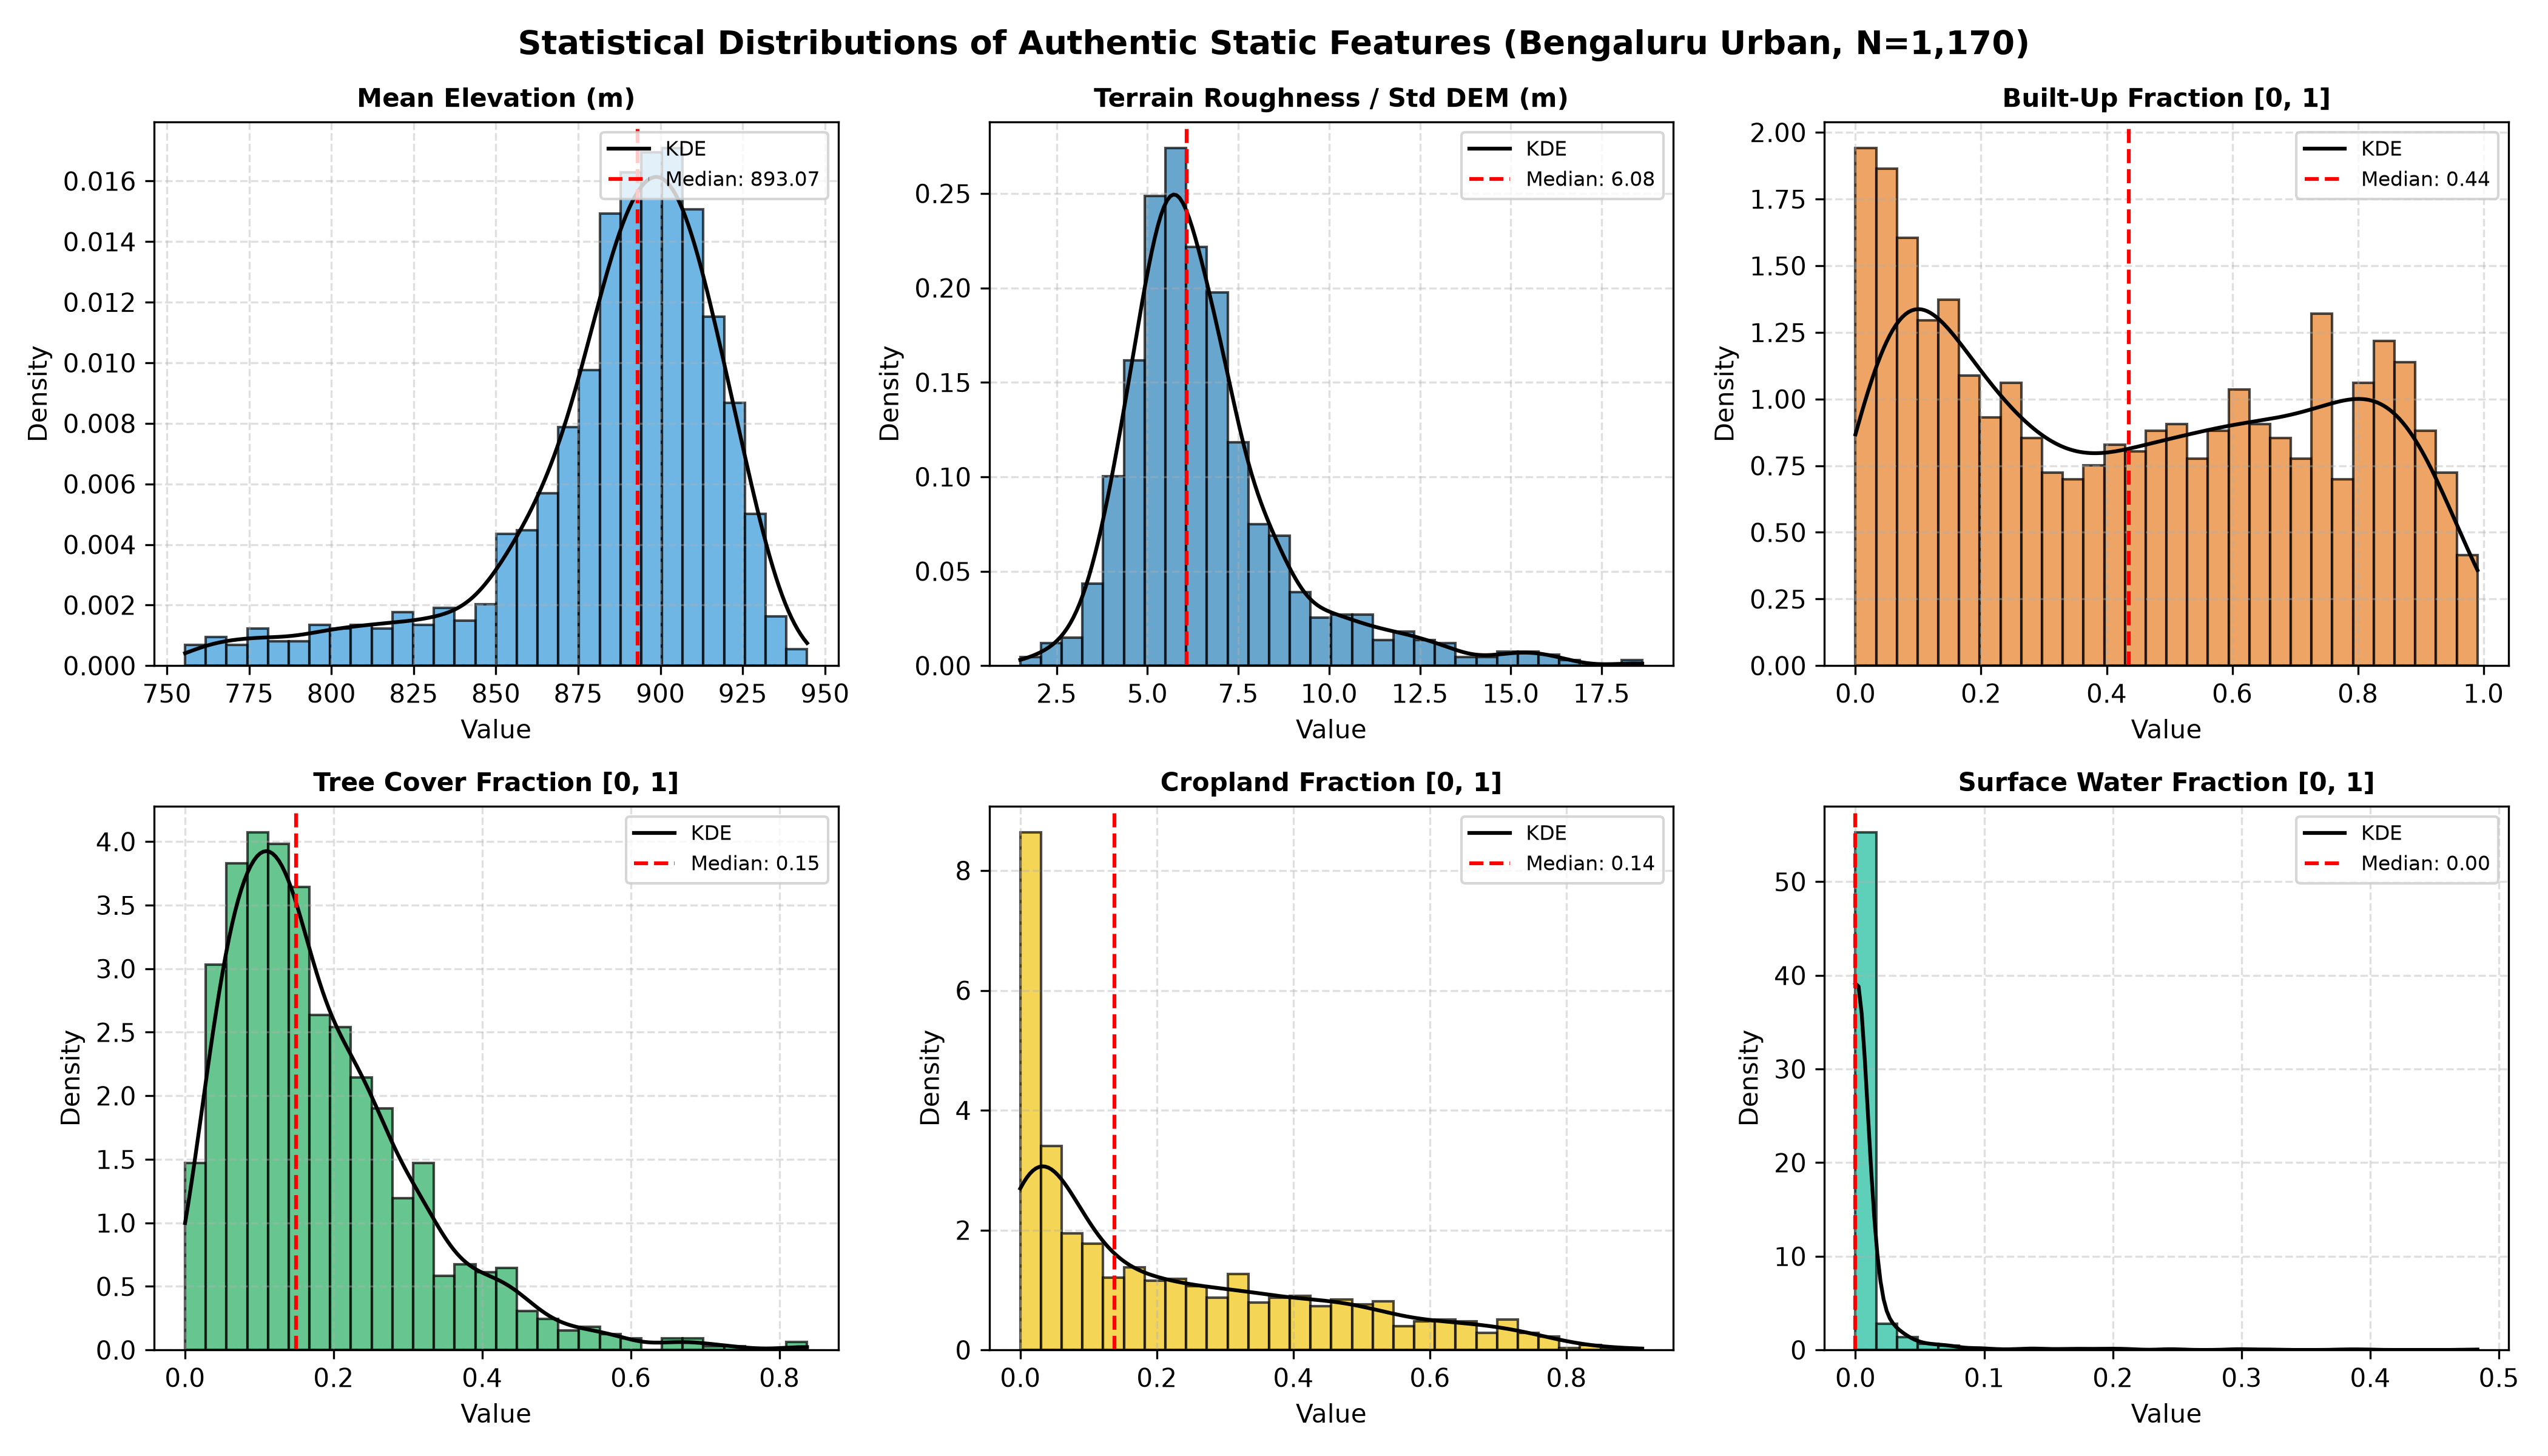 Statistical Distributions of Authentic Static Features (Bengaluru Urban, N=1,170)
Mean Elevation (m)
KDE
Median: 893.07
Density
0.016
0.014
0.012
0.010
0.008
0.006
0.004
0.002
0.000
750 775 800 825 850 875 900 925 950
Value
Terrain Roughness / Std DEM (m)
KDE
Median: 6.08
Density
0.25
0.20
0.15
0.10
0.05
0.00
2.5 5.0 7.5 10.0 12.5 15.0 17.5
Value
Built-Up Fraction [0, 1]
KDE
Median: 0.44
Density
2.00
1.75
1.50
1.25
1.00
0.75
0.50
0.25
0.00
0.0 0.2 0.4 0.6 0.8 1.0
Value
Tree Cover Fraction [0, 1]
KDE
Median: 0.15
Density
4.0
3.5
3.0
2.5
2.0
1.5
1.0
0.5
0.0
0.0 0.2 0.4 0.6 0.8
Value
Cropland Fraction [0, 1]
KDE
Median: 0.14
Density
8
6
4
2
0
0.0 0.2 0.4 0.6 0.8
Value
Surface Water Fraction [0, 1]
KDE
Median: 0.00
Density
50
40
30
20
10
0
0.0 0.1 0.2 0.3 0.4 0.5
Value